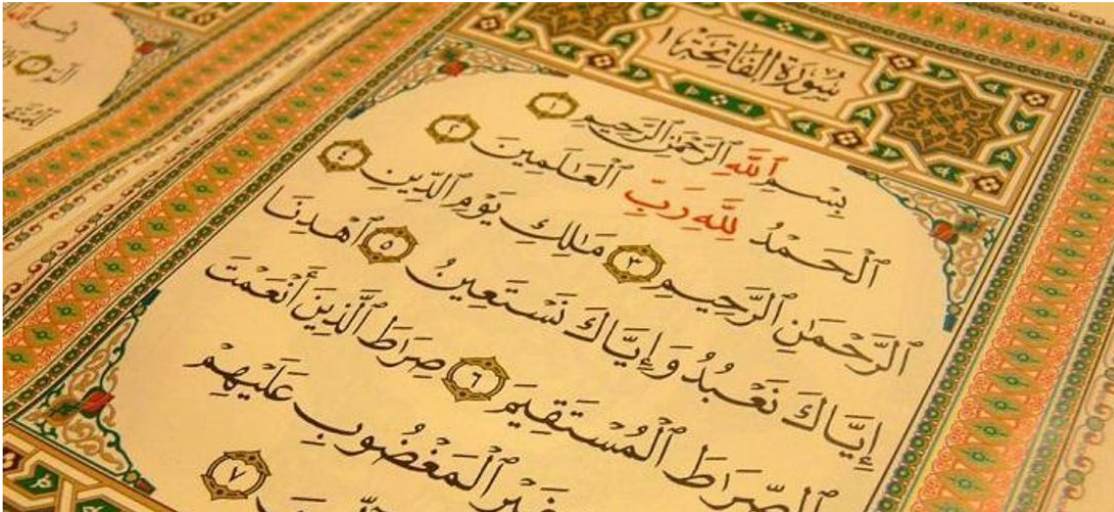 سُورَةُ الفَاتِحَةِ ١
بِسْمِ ٱللَّهِ ٱلرَّحْمَٰنِ ٱلرَّحِيمِ ١
ٱلْحَمْدُ لِلَّهِ رَبِّ ٱلْعَٰلَمِينَ ٢
ٱلرَّحْمَٰنِ ٱلرَّحِيمِ ٣ مَٰلِكِ يَوْمِ ٱلدِّينِ ٤
إِيَّاكَ نَعْبُدُ وَإِيَّاكَ نَسْتَعِينُ ٥ ٱهْدِنَا
ٱلصِّرَٰطَ ٱلْمُسْتَقِيمَ ٦ صِرَٰطَ ٱلَّذِينَ أَنْعَمْتَ
غَيْرِ ٱلْمَغْضُوبِ عَلَيْهِمْ
٧